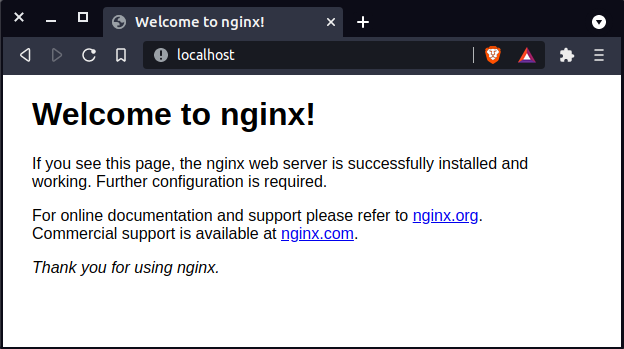 Welcome to nginx!
localhost
Welcome to nginx!
If you see this page, the nginx web server is successfully installed and
working. Further configuration is required.
For online documentation and support please refer to nginx.org.
Commercial support is available at nginx.com.
Thank you for using nginx.